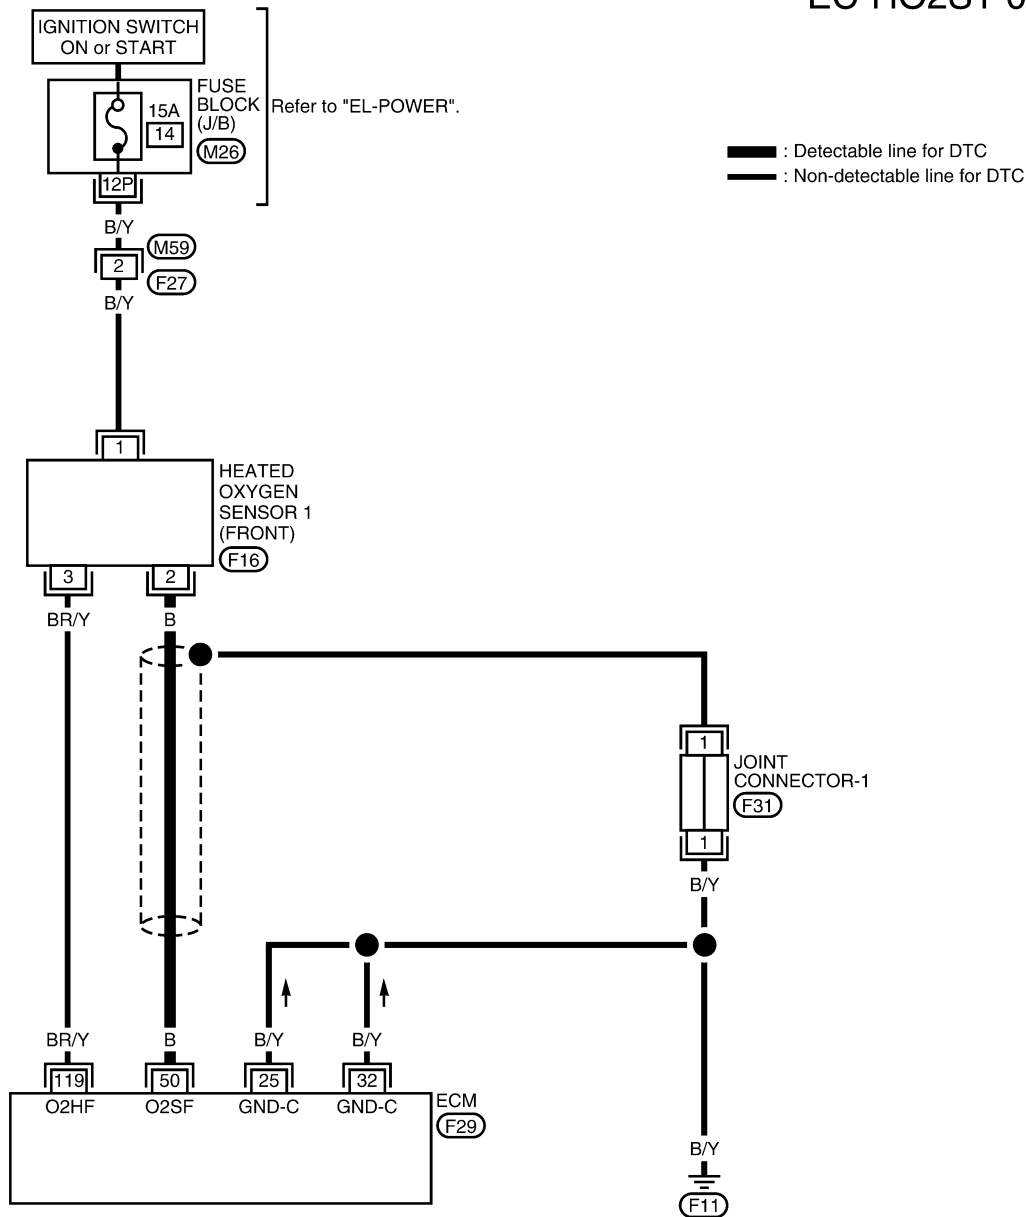 IGNITION SWITCH
ON or START
FUSE
BLOCK
(J/B)
M26
15A
14
Refer to "EL-POWER".
12P
B/Y
M59
2
F27
B/Y
: Detectable line for DTC
: Non-detectable line for DTC
1
HEATED
OXYGEN
SENSOR 1
(FRONT)
F16
3
2
BR/Y
B
1
JOINT
CONNECTOR-1
F31
1
B/Y
BR/Y
B
B/Y
B/Y
119
50
25
32
O2HF
O2SF
GND-C
GND-C
ECM
F29
B/Y
F11